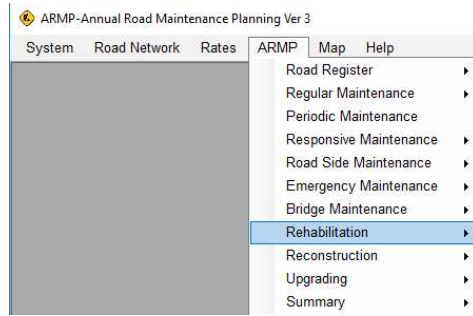 ARMP-Annual Road Maintenance Planning Ver 3
System Road Network Rates ARMP Map Help
Road Register
Regular Maintenance
Periodic Maintenance
Responsive Maintenance
Road Side Maintenance
Emergency Maintenance
Bridge Maintenance
Rehabilitation
Reconstruction
Upgrading
Summary